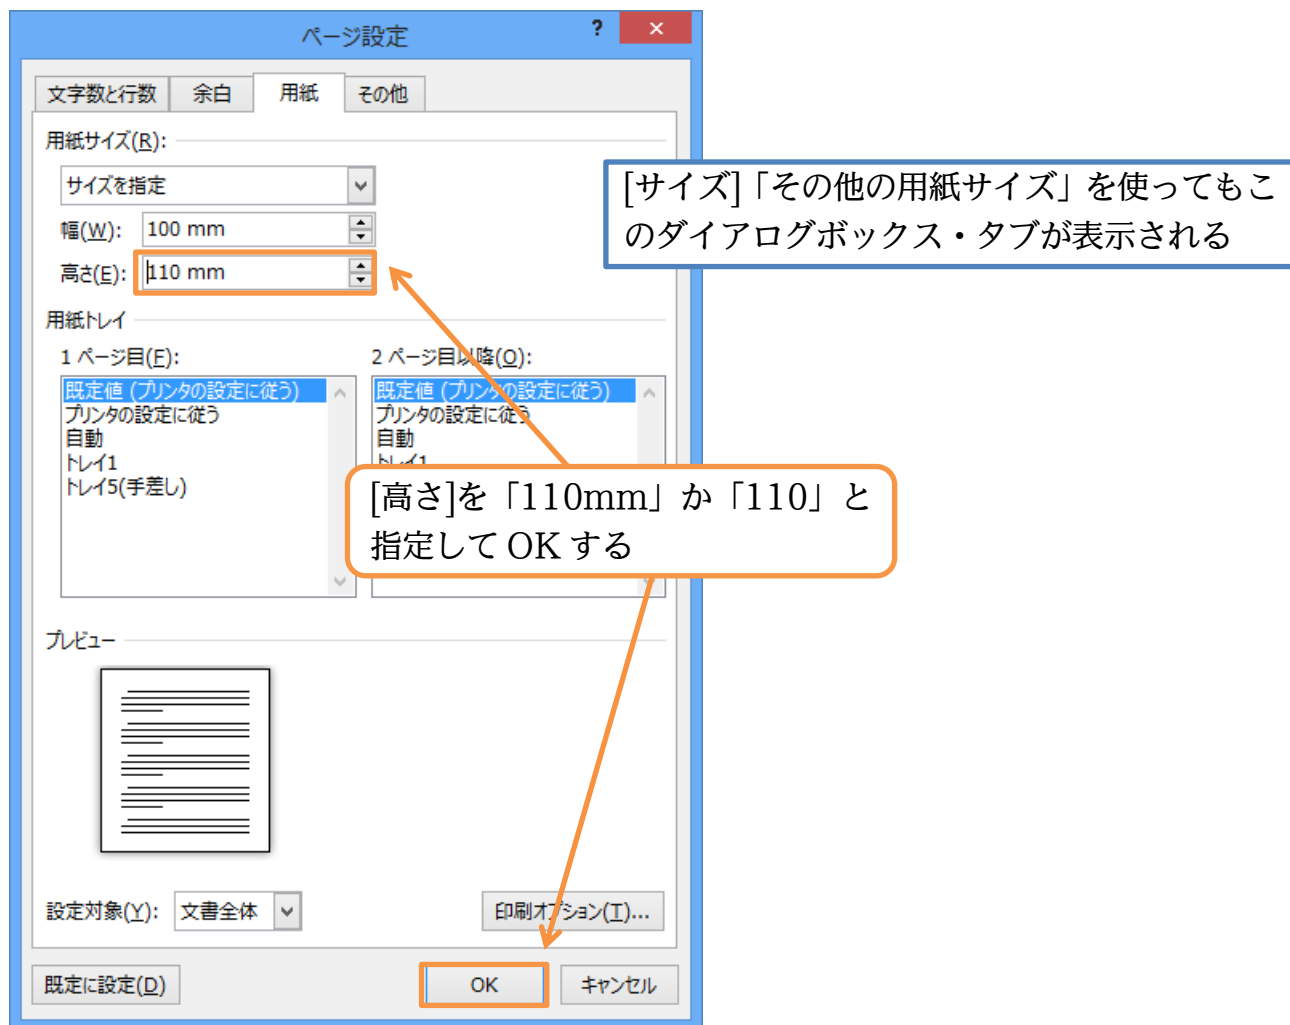 ページ設定
? ×
文字数と行数 余白 用紙 その他
用紙サイズ(R):
サイズを指定
幅(W): 100 mm
高さ(E): 110 mm
[サイズ]「その他の用紙サイズ」を使ってもこ
のダイアログボックス・タブが表示される
用紙トレイ
1 ページ目(F):
既定値 (プリンタの設定に従う)
プリンタの設定に従う
自動
トレイ1
トレイ5(手差し)
2 ページ目以降(O):
既定値 (プリンタの設定に従う)
プリンタの設定に従う
自動
トレイ1
[高さ]を「110mm」か「110」と
指定して OK する
プレビュー
設定対象(Y): 文書全体
印刷オプション(T)...
既定に設定(D) OK キャンセル